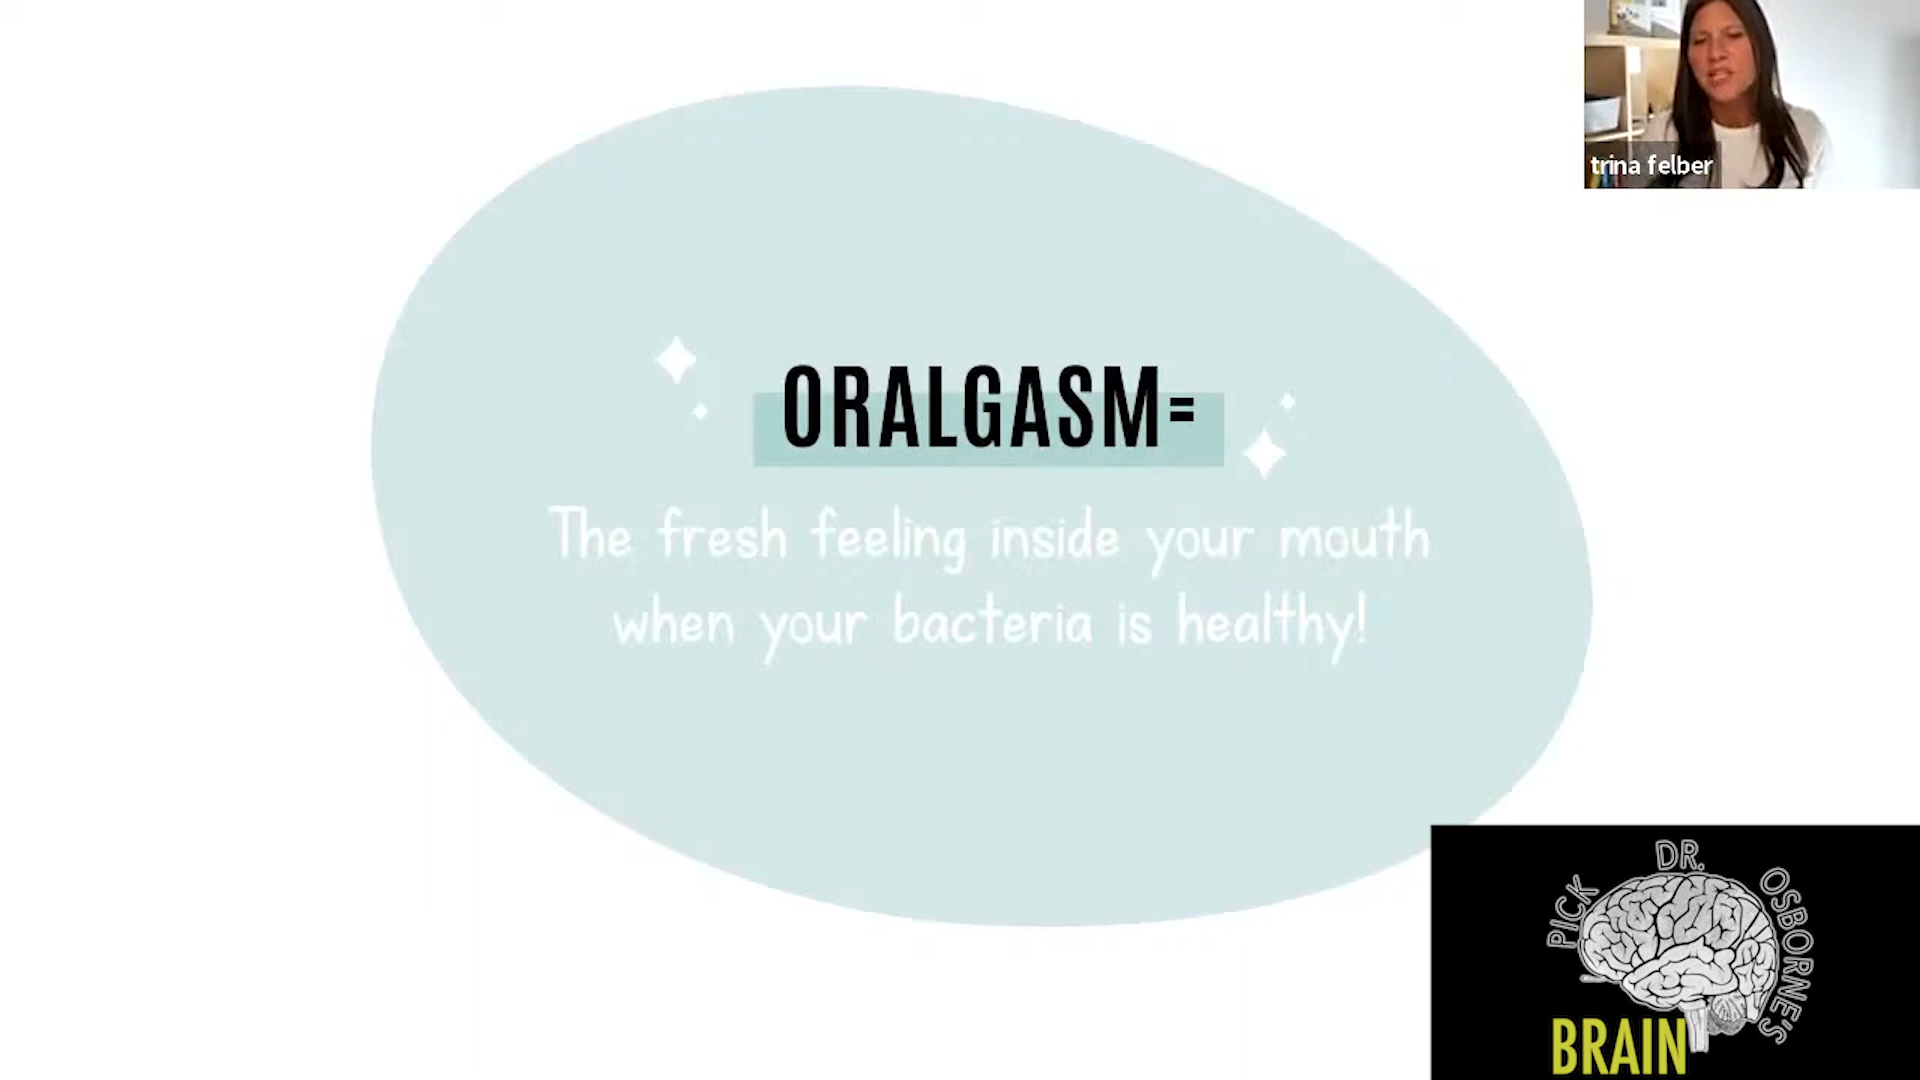 trina felber
ORALGASM=
The fresh feeling inside your mouth
when your bacteria is healthy!
PICK DR. OSBORNE'S
BRAIN